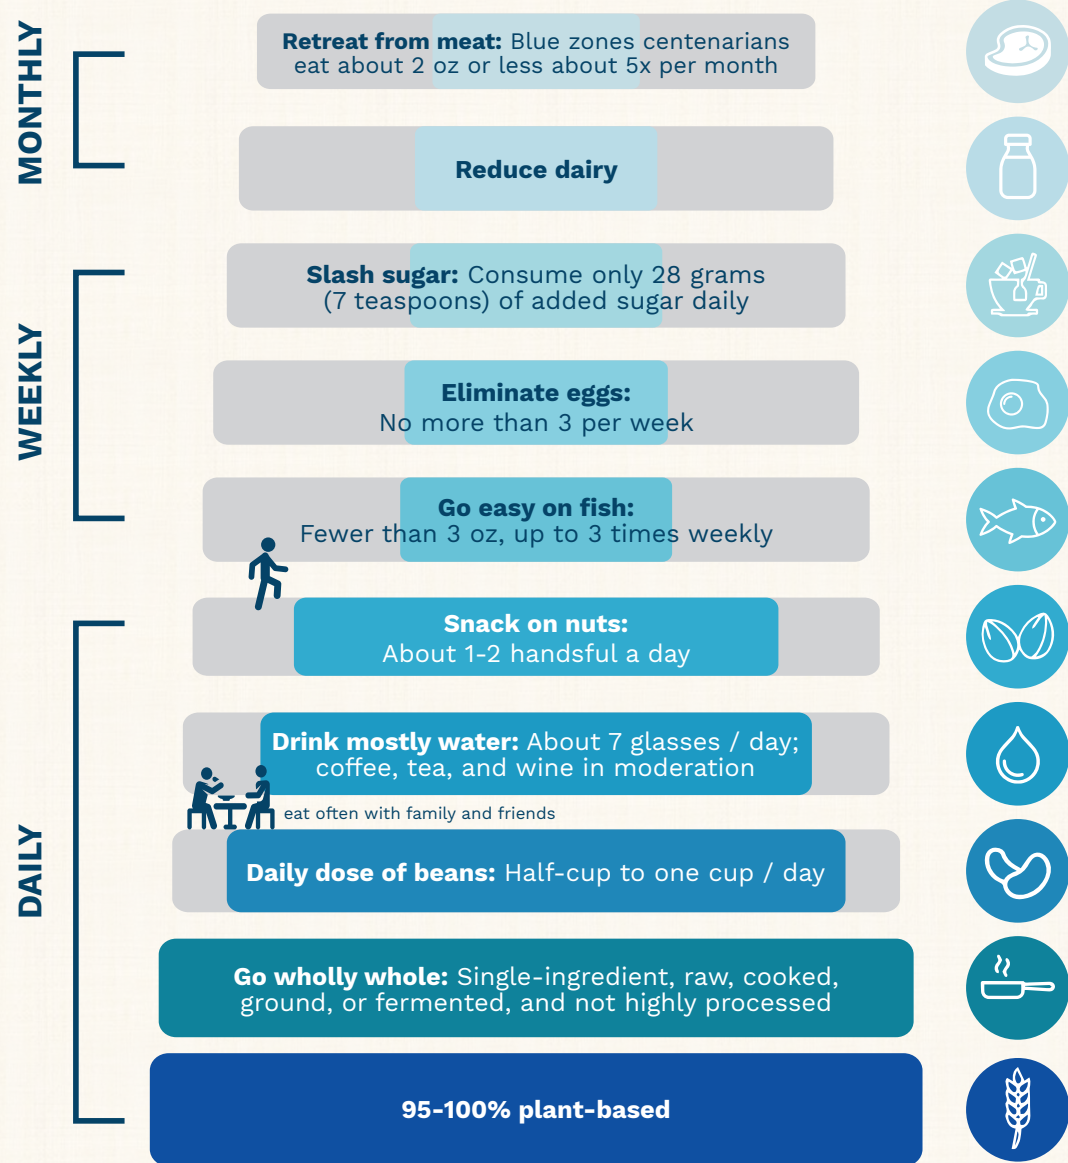 MONTHLY
Retreat from meat: Blue zones centenarians
eat about 2 oz or less about 5x per month
Reduce dairy
WEEKLY
Slash sugar: Consume only 28 grams
(7 teaspoons) of added sugar daily
Eliminate eggs:
No more than 3 per week
Go easy on fish:
Fewer than 3 oz, up to 3 times weekly
DAILY
Snack on nuts:
About 1-2 handsful a day
Drink mostly water: About 7 glasses / day;
coffee, tea, and wine in moderation
eat often with family and friends
Daily dose of beans: Half-cup to one cup / day
Go wholly whole: Single-ingredient, raw, cooked,
ground, or fermented, and not highly processed
95-100% plant-based